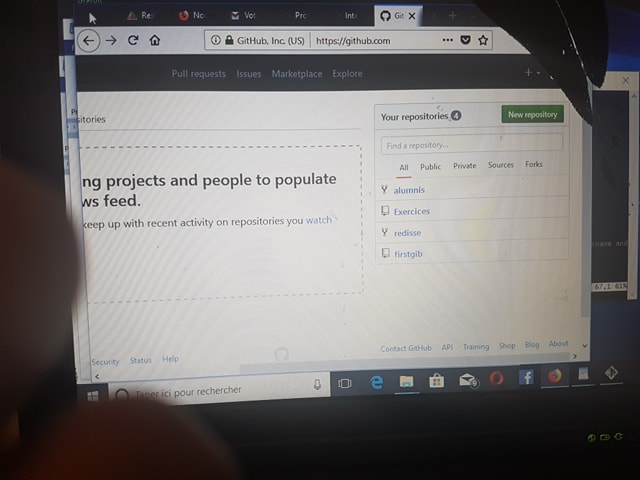 Re:
No
Vot
Pro
Int
Git
GitHub, Inc. (US)
https://github.com
Pull requests
Issues
Marketplace
Explore
itories
Your repositories 4
New repository
Find a repository...
All
Public
Private
Sources
Forks
ng projects and people to populate
ws feed.
keep up with recent activity on repositories you watch
alumnis
Exercices
redisse
firstgib
67,1 61%
Contact GitHub
API
Training
Shop
Blog
About
Security
Status
Help
Taper ici pour rechercher